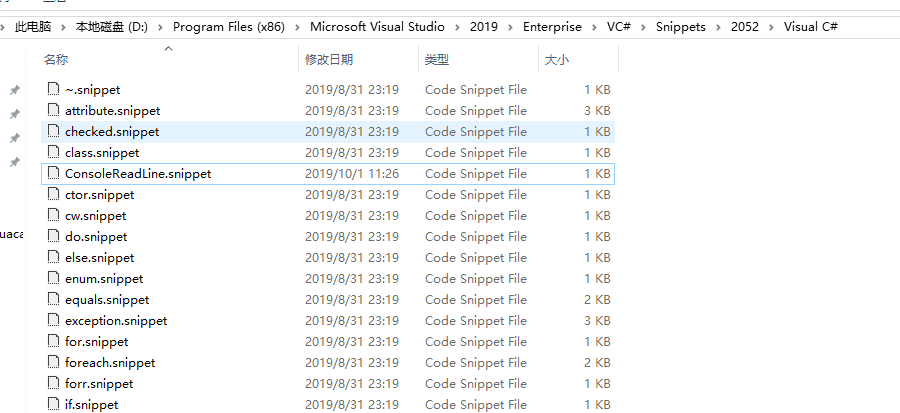 此电脑 > 本地磁盘 (D:) > Program Files (x86) > Microsoft Visual Studio > 2019 > Enterprise > VC# > Snippets > 2052 > Visual C#
名称 修改日期 类型 大小
~.snippet 2019/8/31 23:19 Code Snippet File 1 KB
attribute.snippet 2019/8/31 23:19 Code Snippet File 3 KB
checked.snippet 2019/8/31 23:19 Code Snippet File 1 KB
class.snippet 2019/8/31 23:19 Code Snippet File 1 KB
ConsoleReadLine.snippet 2019/10/1 11:26 Code Snippet File 1 KB
ctor.snippet 2019/8/31 23:19 Code Snippet File 1 KB
cw.snippet 2019/8/31 23:19 Code Snippet File 1 KB
uaca
do.snippet 2019/8/31 23:19 Code Snippet File 1 KB
else.snippet 2019/8/31 23:19 Code Snippet File 1 KB
enum.snippet 2019/8/31 23:19 Code Snippet File 1 KB
equals.snippet 2019/8/31 23:19 Code Snippet File 2 KB
exception.snippet 2019/8/31 23:19 Code Snippet File 3 KB
for.snippet 2019/8/31 23:19 Code Snippet File 1 KB
foreach.snippet 2019/8/31 23:19 Code Snippet File 2 KB
forr.snippet 2019/8/31 23:19 Code Snippet File 1 KB
if.snippet 2019/8/31 23:19 Code Snippet File 1 KB